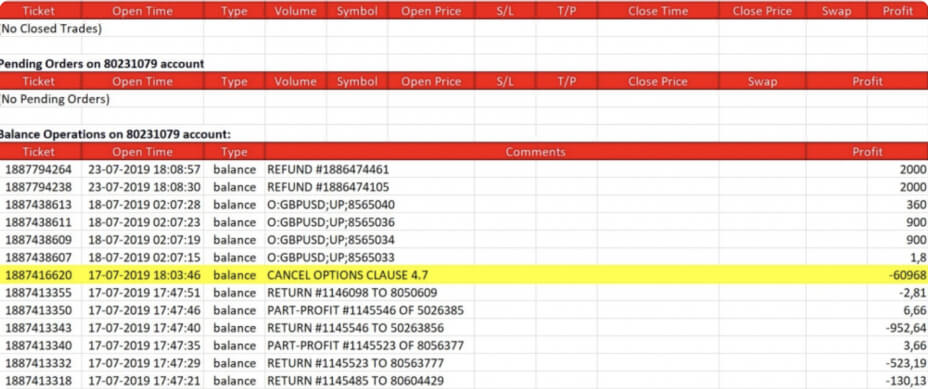 Ticket Open Time Type Volume Symbol Open Price S/L T/P Close Time Close Price Swap Profit
(No Closed Trades)
Pending Orders on 80231079 account
Ticket Open Time Type Volume Symbol Open Price S/L T/P Close Price Swap Profit
(No Pending Orders)
Balance Operations on 80231079 account:
Ticket Open Time Type Comments Profit
1887794264 23-07-2019 18:08:57 balance REFUND #1886474461 2000
1887794238 23-07-2019 18:08:30 balance REFUND #1886474105 2000
1887438613 18-07-2019 02:07:28 balance O:GBPUSD;UP;8565040 360
1887438611 18-07-2019 02:07:23 balance O:GBPUSD;UP;8565036 900
1887438609 18-07-2019 02:07:19 balance O:GBPUSD;UP;8565034 900
1887438607 18-07-2019 02:07:15 balance O:GBPUSD;UP;8565033 1,8
1887416620 17-07-2019 18:03:46 balance CANCEL OPTIONS CLAUSE 4.7 -60968
1887413355 17-07-2019 17:47:51 balance RETURN #1146098 TO 8050609 -2,81
1887413350 17-07-2019 17:47:46 balance PART-PROFIT #1145546 OF 5026385 6,66
1887413343 17-07-2019 17:47:40 balance RETURN #1145546 TO 50263856 -952,64
1887413340 17-07-2019 17:47:35 balance PART-PROFIT #1145523 OF 8056377 3,66
1887413332 17-07-2019 17:47:29 balance RETURN #1145523 TO 80563777 -523,19
1887413318 17-07-2019 17:47:21 balance RETURN #1145485 TO 80604429 -130,13